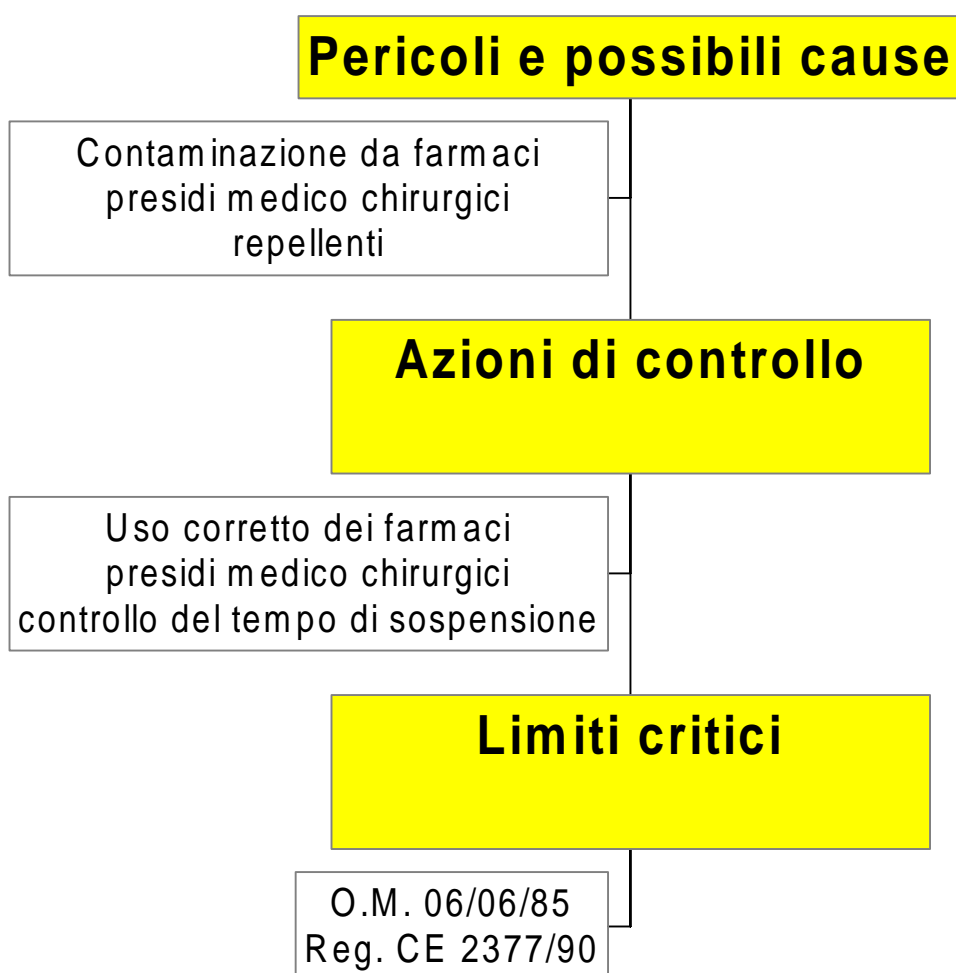 Pericoli e possibili cause
Contaminazione da farmaci
presidi medico chirurgici
repellenti
Azioni di controllo
Uso corretto dei farmaci
presidi medico chirurgici
controllo del tempo di sospensione
Limiti critici
O.M. 06/06/85
Reg. CE 2377/90